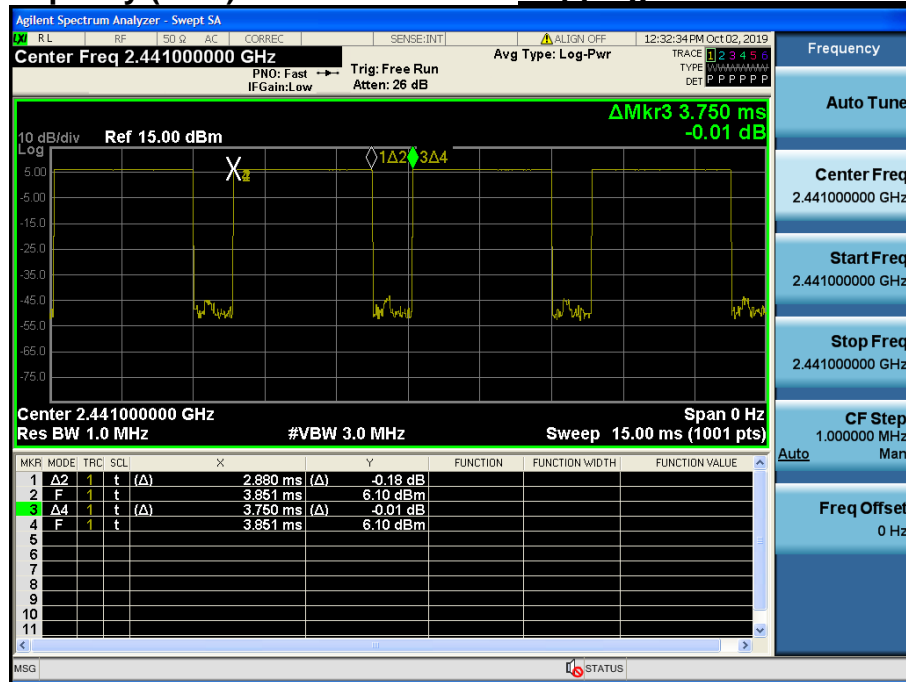 Agilent Spectrum Analyzer - Swept SA
LXI RL RF 50 Ω AC CORREC SENSE:INT ALIGN OFF 12:32:34 PM Oct 02, 2019
Center Freq 2.441000000 GHz
PNO: Fast
IFGain:Low
Trig: Free Run
Atten: 26 dB
Avg Type: Log-Pwr
TRACE 1 2 3 4 5 6
TYPE WWWWWW
DET P P P P P P
ΔMkr3 3.750 ms
-0.01 dB
10 dB/div Ref 15.00 dBm
Log
1Δ2 3Δ4
5.00
-5.00
-15.0
-25.0
-35.0
-45.0
-55.0
-65.0
-75.0
Center 2.441000000 GHz Span 0 Hz
Res BW 1.0 MHz #VBW 3.0 MHz Sweep 15.00 ms (1001 pts)
MKR MODE TRC SCL X Y FUNCTION FUNCTION WIDTH FUNCTION VALUE
1 Δ2 1 t (Δ) 2.880 ms (Δ) -0.18 dB
2 F 1 t 3.851 ms 6.10 dBm
3 Δ4 1 t (Δ) 3.750 ms (Δ) -0.01 dB
4 F 1 t 3.851 ms 6.10 dBm
5
6
7
8
9
10
11
MSG STATUS
Frequency
Auto Tune
Center Freq
2.441000000 GHz
Start Freq
2.441000000 GHz
Stop Freq
2.441000000 GHz
CF Step
1.000000 MHz
Auto Man
Freq Offset
0 Hz